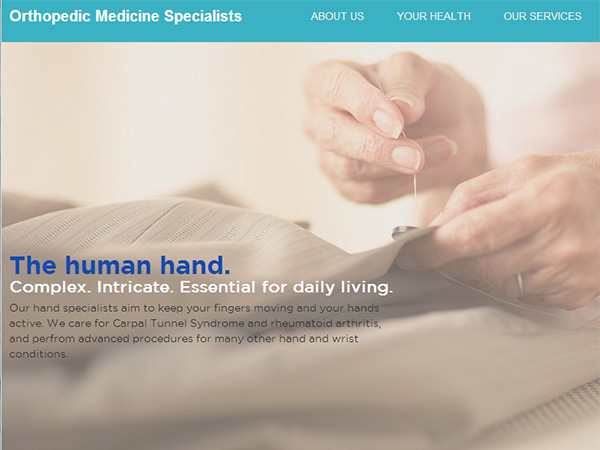 Orthopedic Medicine Specialists ABOUT US YOUR HEALTH OUR SERVICES
The human hand.
Complex. Intricate. Essential for daily living.
Our hand specialists aim to keep your fingers moving and your hands
active. We care for Carpal Tunnel Syndrome and rheumatoid arthritis,
and perfrom advanced procedures for many other hand and wrist
conditions.